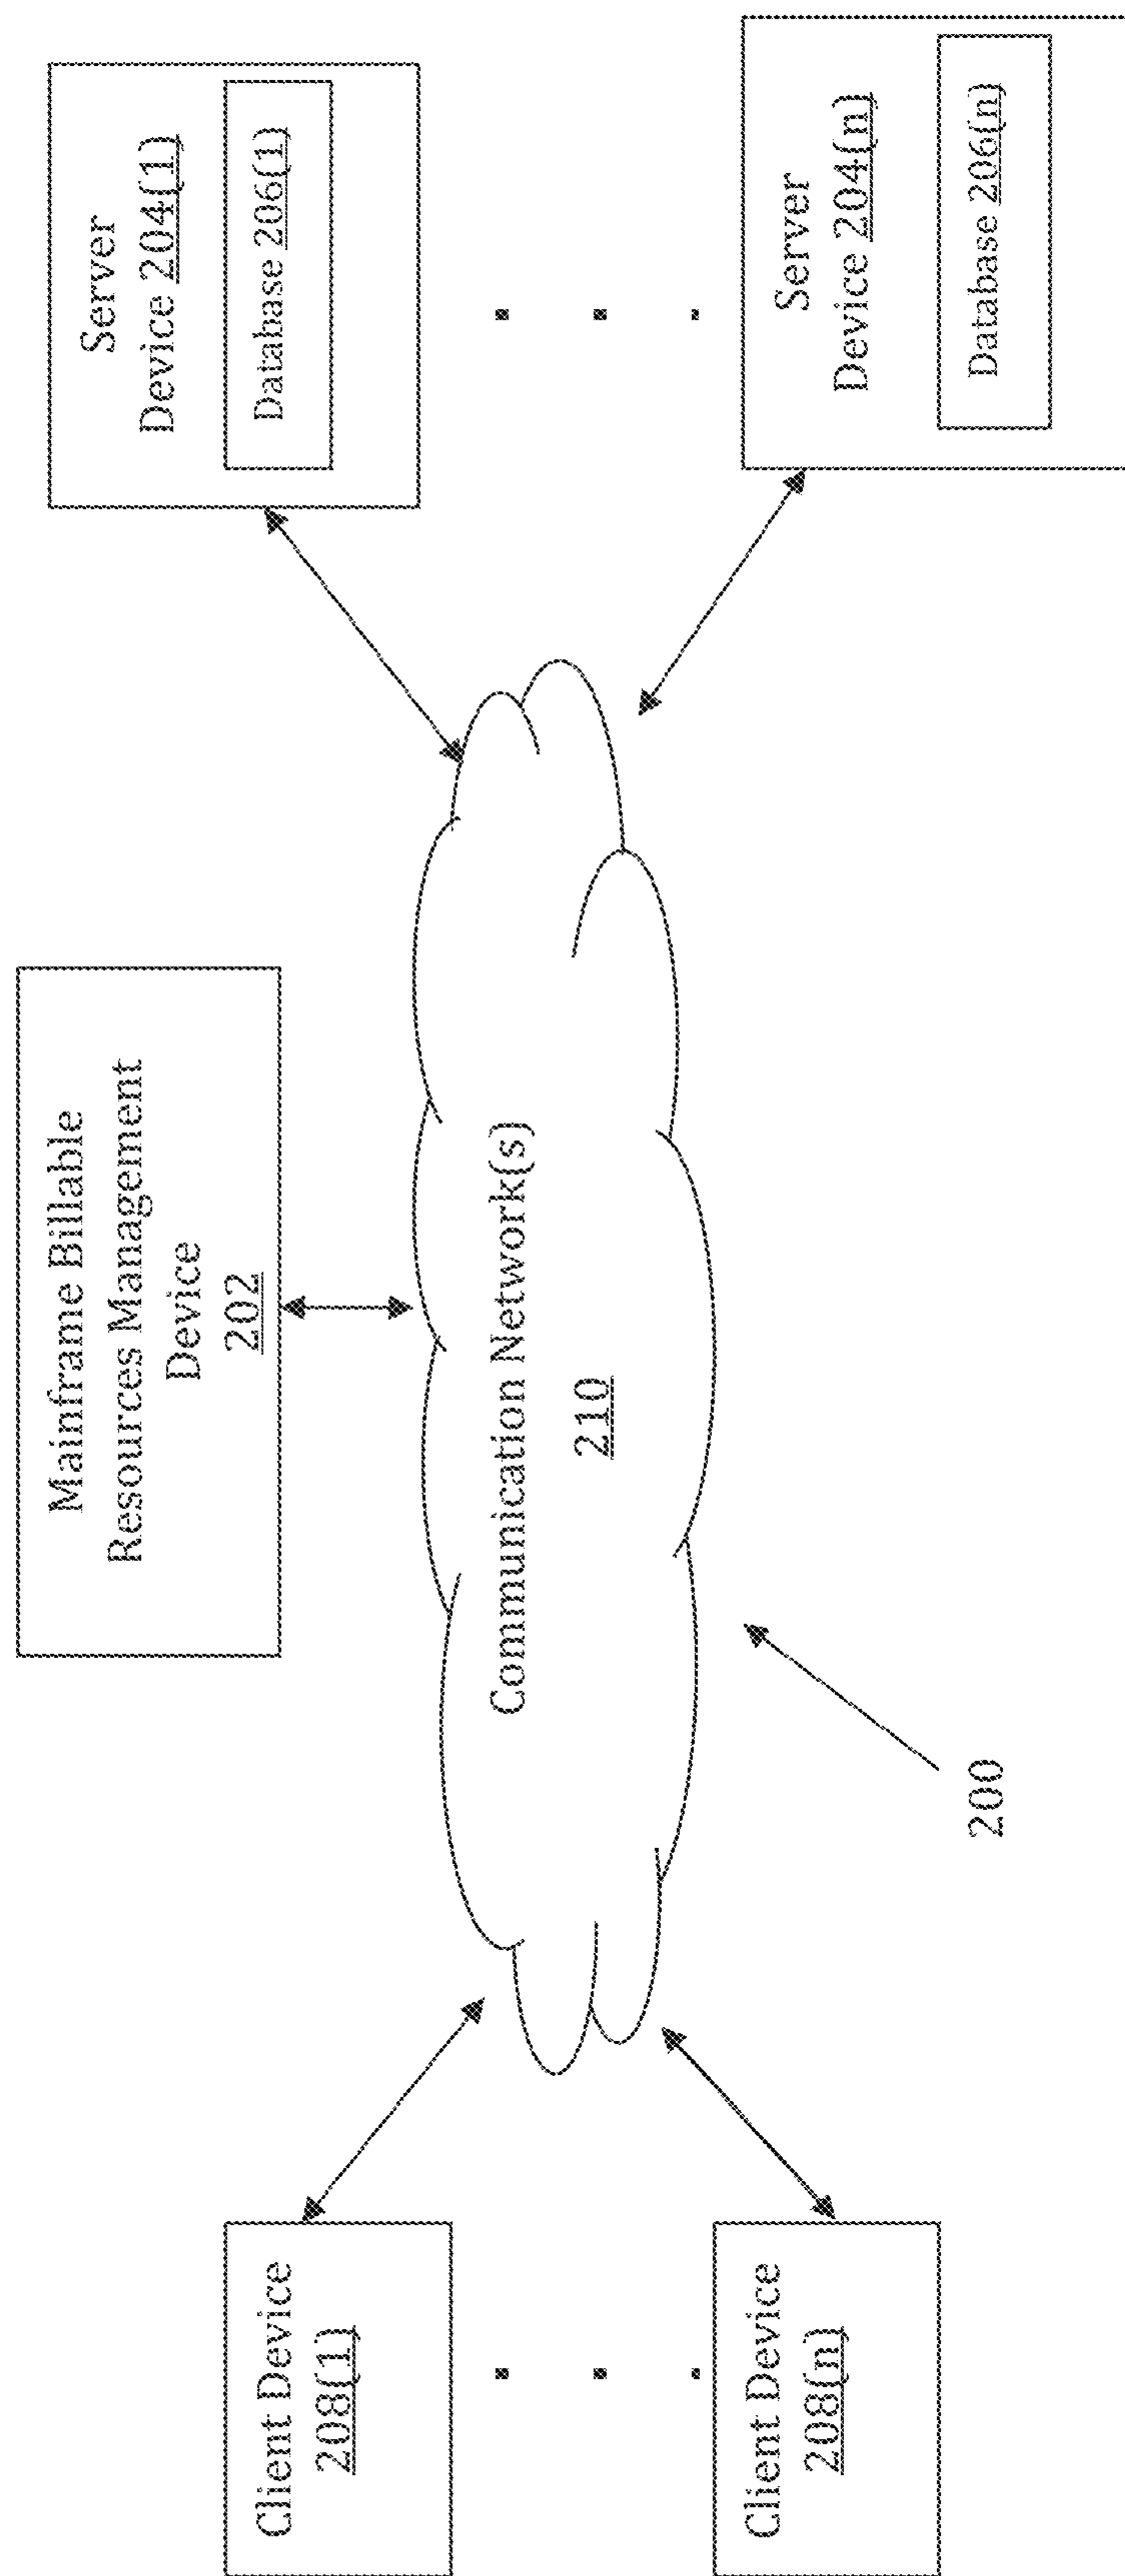 Mainframe Billable
Resources Management
Device
202
Server
Device 204(1)
Database 206(1)
Client Device
208(1)
Communication Network(s)
210
Server
Device 204(n)
Database 206(n)
Client Device
208(n)
200